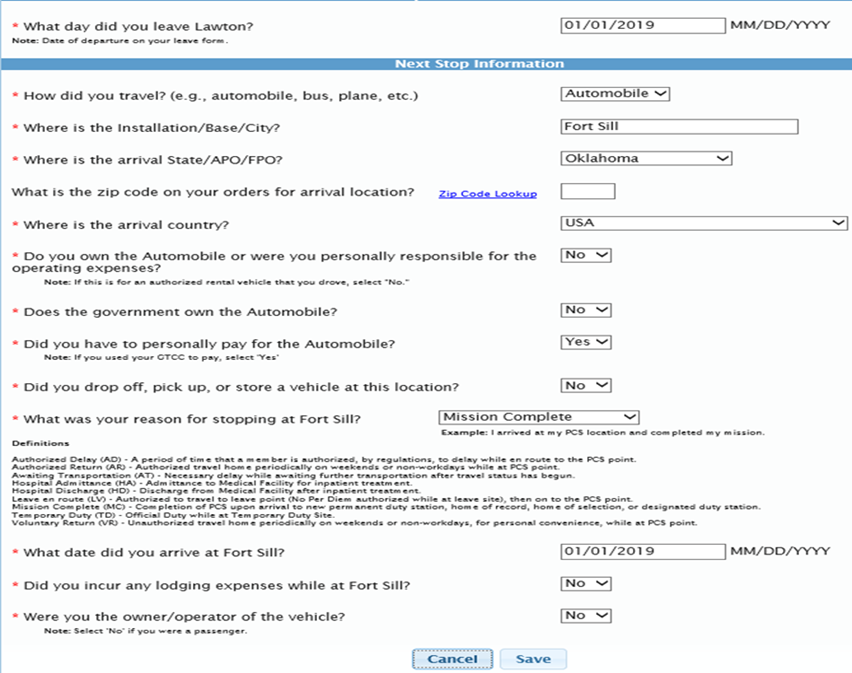 * What day did you leave Lawton? 01/01/2019 MM/DD/YYYY
Note: Date of departure on your leave form.
Next Stop Information
* How did you travel? (e.g., automobile, bus, plane, etc.) Automobile
* Where is the Installation/Base/City? Fort Sill
* Where is the arrival State/APO/FPO? Oklahoma
What is the zip code on your orders for arrival location? Zip Code Lookup
* Where is the arrival country? USA
* Do you own the Automobile or were you personally responsible for the No
operating expenses?
Note: If this is for an authorized rental vehicle that you drove, select "No."
* Does the government own the Automobile? No
* Did you have to personally pay for the Automobile? Yes
Note: If you used your GTCC to pay, select 'Yes'
* Did you drop off, pick up, or store a vehicle at this location? No
* What was your reason for stopping at Fort Sill? Mission Complete
Example: I arrived at my PCS location and completed my mission.
Definitions
Authorized Delay (AD) - A period of time that a member is authorized, by regulations, to delay while en route to the PCS point.
Authorized Return (AR) - Authorized travel home periodically on weekends or non-workdays while at PCS point.
Awaiting Transportation (AT) - Necessary delay while awaiting further transportation after travel status has begun.
Hospital Admittance (HA) - Admittance to Medical Facility for inpatient treatment.
Hospital Discharge (HD) - Discharge from Medical Facility after inpatient treatment.
Leave en route (LV) - Authorized to travel to leave point (No Per Diem authorized while at leave site), then on to the PCS point.
Mission Complete (MC) - Completion of PCS upon arrival to new permanent duty station, home of record, home of selection, or designated duty station.
Temporary Duty (TD) - Official Duty while at Temporary Duty Site.
Voluntary Return (VR) - Unauthorized travel home periodically on weekends or non-workdays, for personal convenience, while at PCS point.
* What date did you arrive at Fort Sill? 01/01/2019 MM/DD/YYYY
* Did you incur any lodging expenses while at Fort Sill? No
* Were you the owner/operator of the vehicle? No
Note: Select 'No' if you were a passenger.
Cancel Save